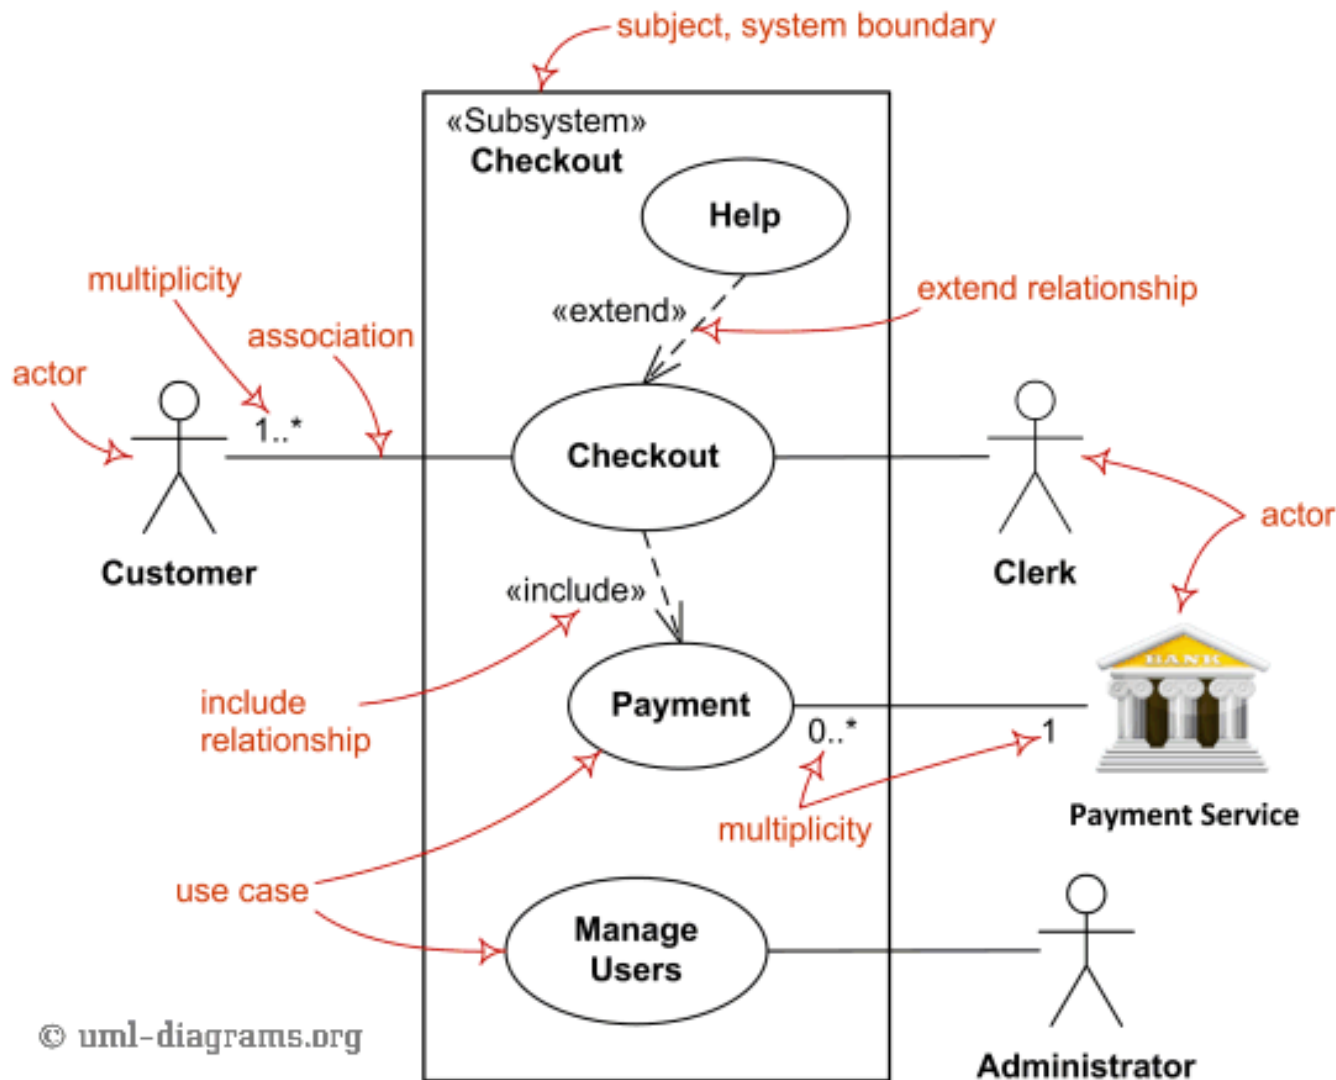 subject, system boundary
«Subsystem»
Checkout
Help
multiplicity
«extend»
extend relationship
association
actor
1..*
Checkout
actor
Customer
Clerk
«include»
BANK
include
relationship
Payment
0..*
1
Payment Service
multiplicity
use case
Manage
Users
© uml-diagrams.org
Administrator